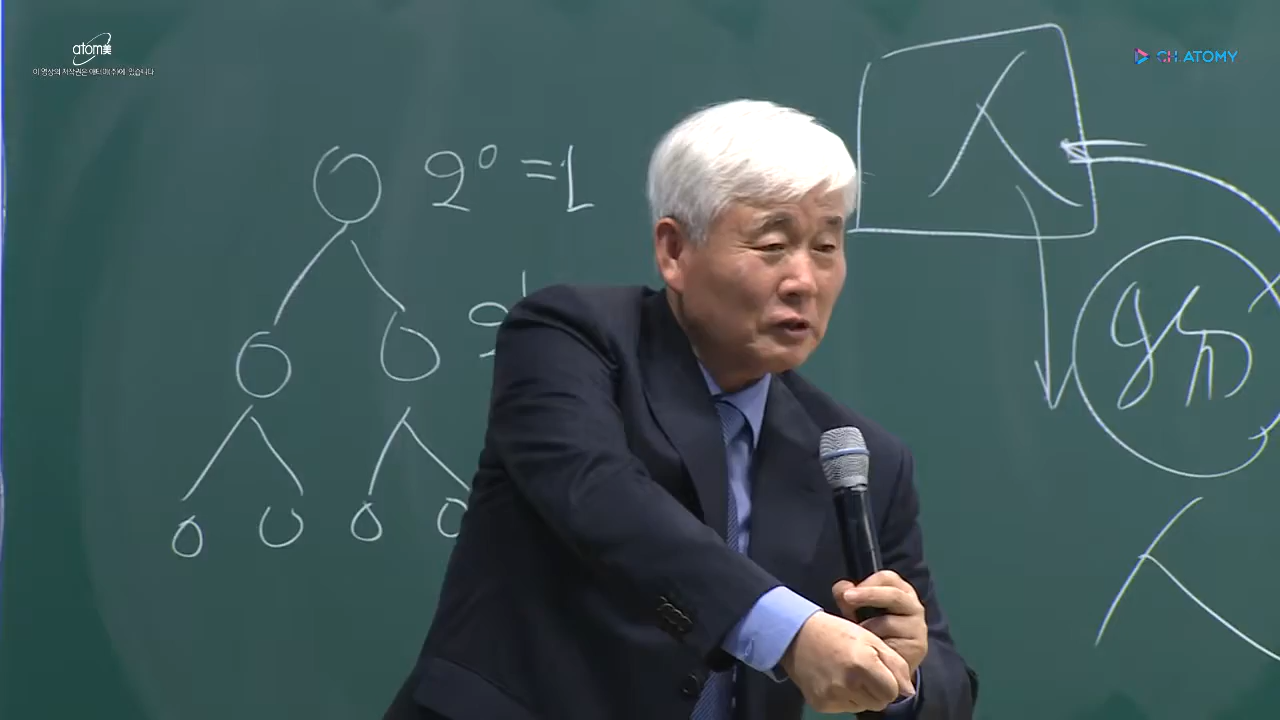 atom美
이 영상의 저작권은 애터미(주)에 있습니다
CH.ATOMY
2⁰ =1
人
人